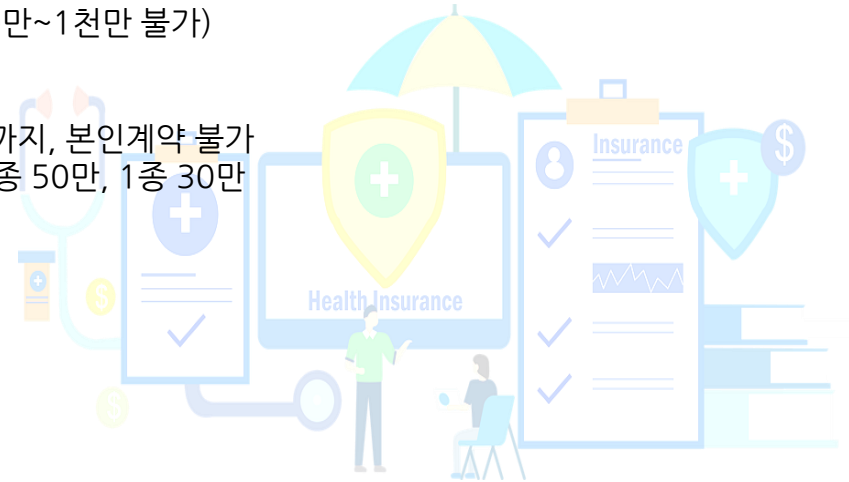 만~1천만 불가)
까지, 본인계약 불가
종 50만, 1종 30만
Insurance
Health Insurance